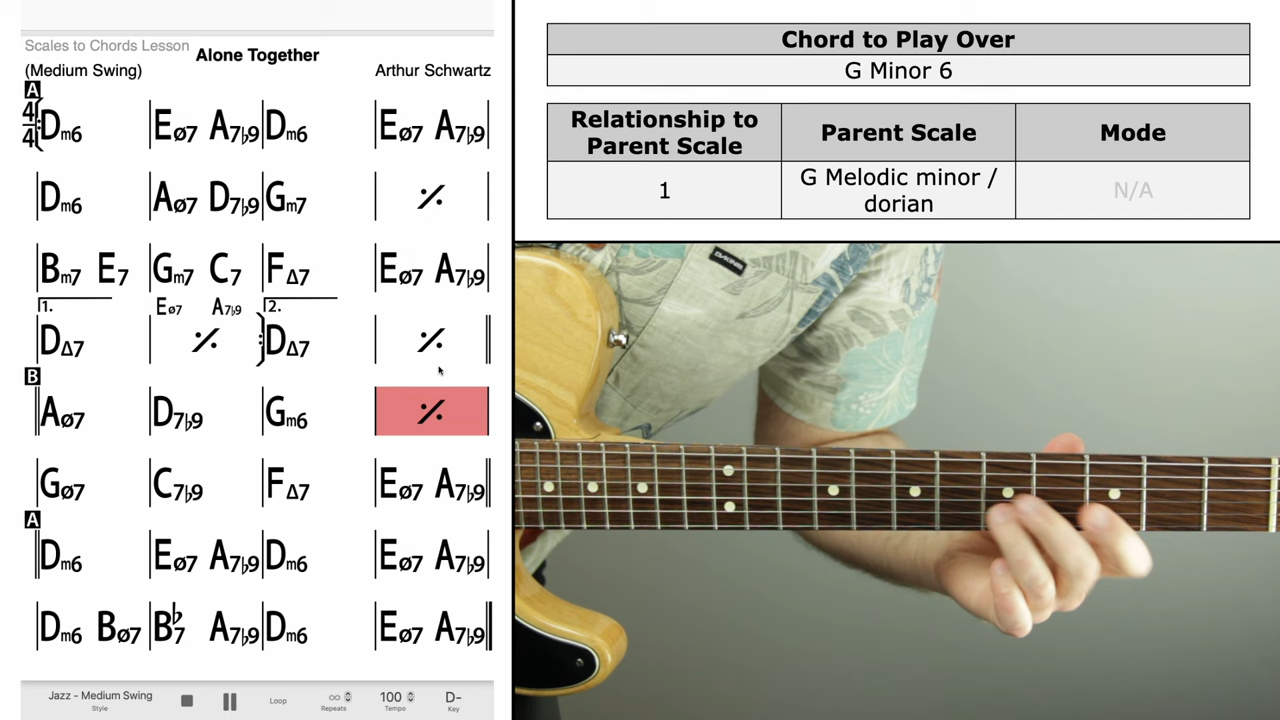 Scales to Chords Lesson
Alone Together
(Medium Swing)
Arthur Schwartz
A
4/4
Dm6 Eø7 A7♭9 Dm6 Eø7 A7♭9
Dm6 Aø7 D7♭9 Gm7 ٪
Bm7 E7 Gm7 C7 FΔ7 Eø7 A7♭9
1. Eø7 A7♭9 2.
DΔ7 ٪ DΔ7 ٪
B
Aø7 D7♭9 Gm6 ٪
Gø7 C7♭9 FΔ7 Eø7 A7♭9
A
Dm6 Eø7 A7♭9 Dm6 Eø7 A7♭9
Dm6 Bø7 B♭7 A7♭9 Dm6 Eø7 A7♭9
Jazz - Medium Swing
Style
Loop
∞
Repeats
100
Tempo
D-
Key
Chord to Play Over
G Minor 6
Relationship to
Parent Scale
Parent Scale
Mode
1
G Melodic minor /
dorian
N/A
DAKINE